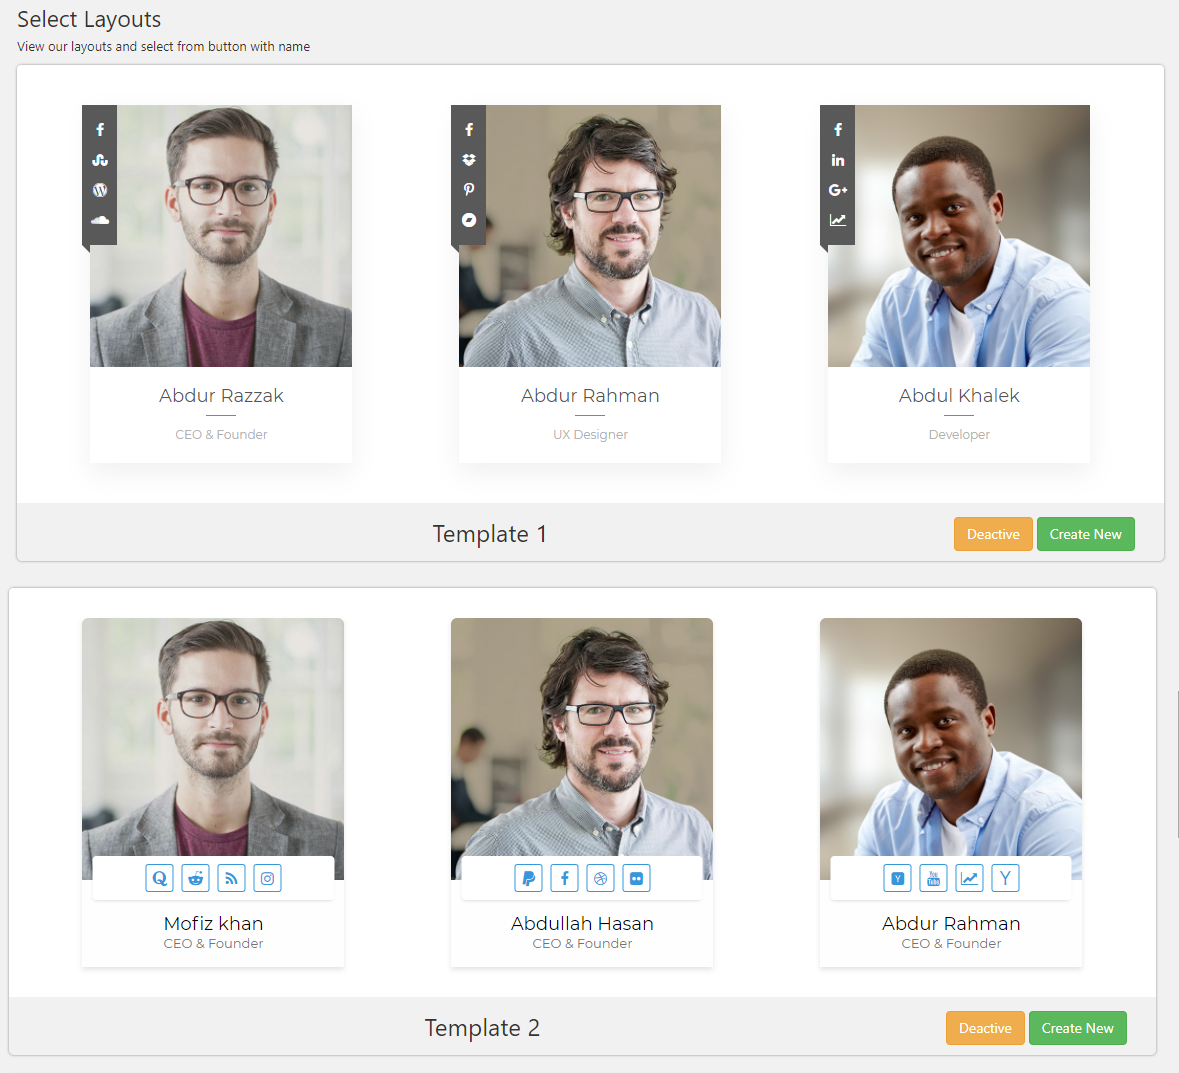 Select Layouts
View our layouts and select from button with name
Abdur Razzak
CEO & Founder
Abdur Rahman
UX Designer
Abdul Khalek
Developer
Template 1
Deactive
Create New
Mofiz khan
CEO & Founder
Abdullah Hasan
CEO & Founder
Abdur Rahman
CEO & Founder
Template 2
Deactive
Create New